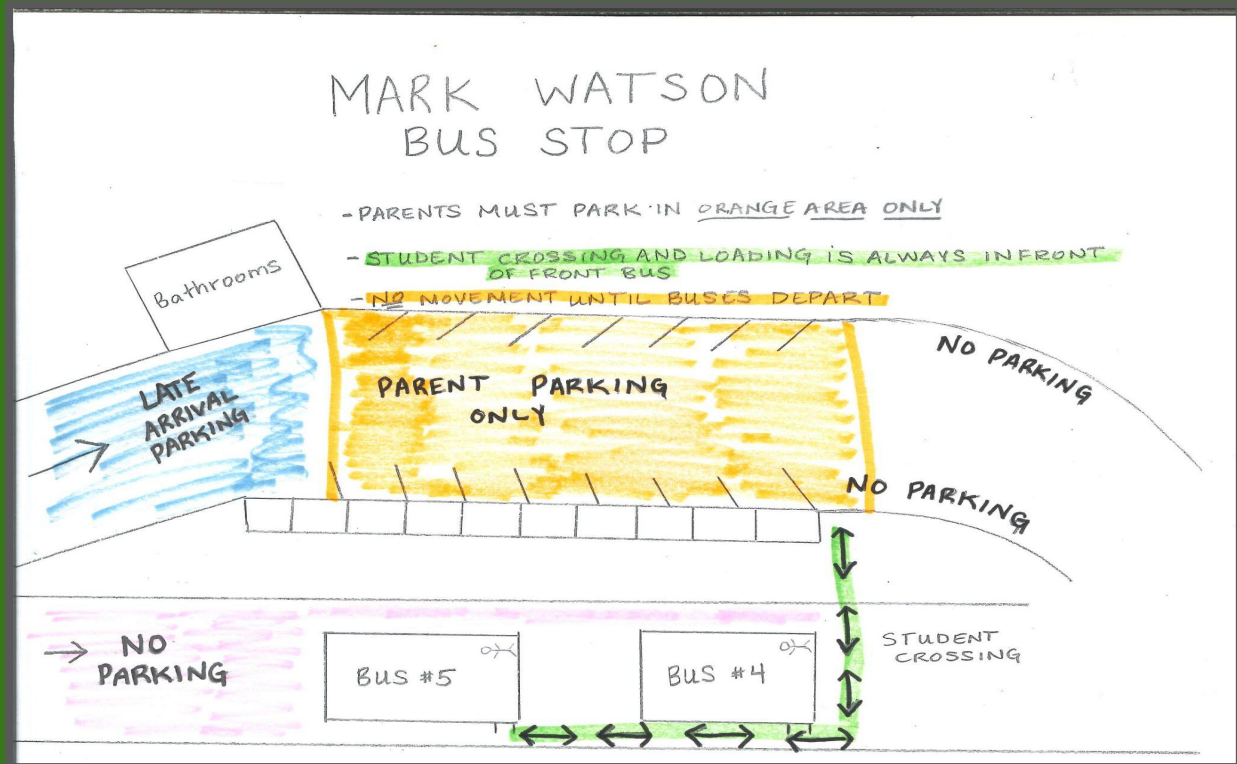 MARK WATSON
BUS STOP
- PARENTS MUST PARK IN ORANGE AREA ONLY
- STUDENT CROSSING AND LOADING IS ALWAYS INFRONT
OF FRONT BUS
- NO MOVEMENT UNTIL BUSES DEPART
Bathrooms
LATE
ARRIVAL
PARKING
PARENT PARKING
ONLY
NO PARKING
NO PARKING
STUDENT
CROSSING
NO
PARKING
BUS #5
BUS #4